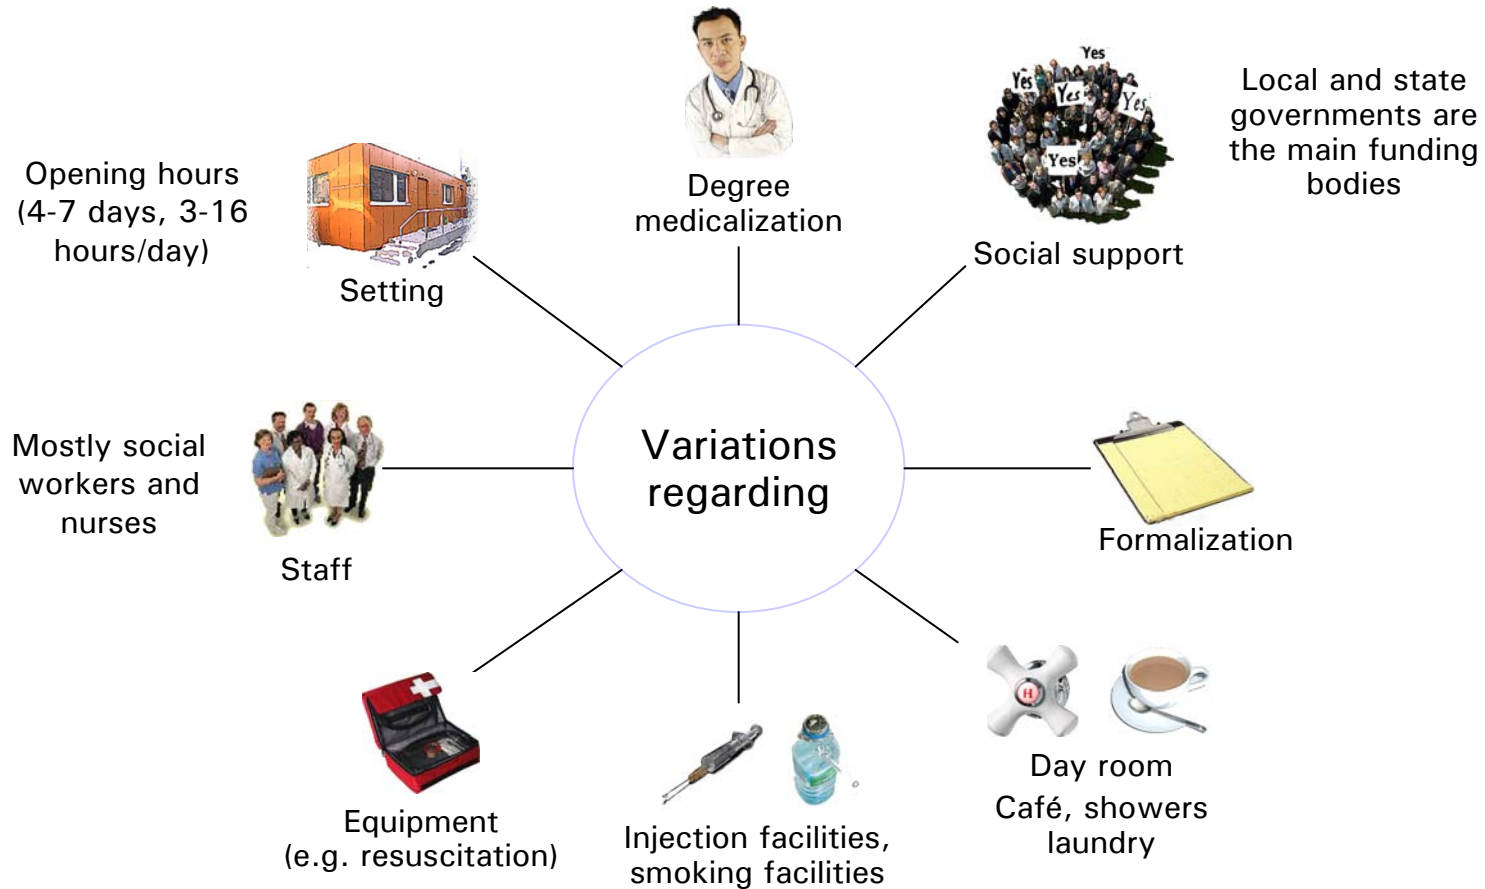 Degree
medicalization
Yes
Yes
Yes
Yes
Yes
Social support
Local and state
governments are
the main funding
bodies
Opening hours
(4-7 days, 3-16
hours/day)
Setting
Variations
regarding
Mostly social
workers and
nurses
Staff
Formalization
Equipment
(e.g. resuscitation)
Injection facilities,
smoking facilities
H
Day room
Café, showers
laundry